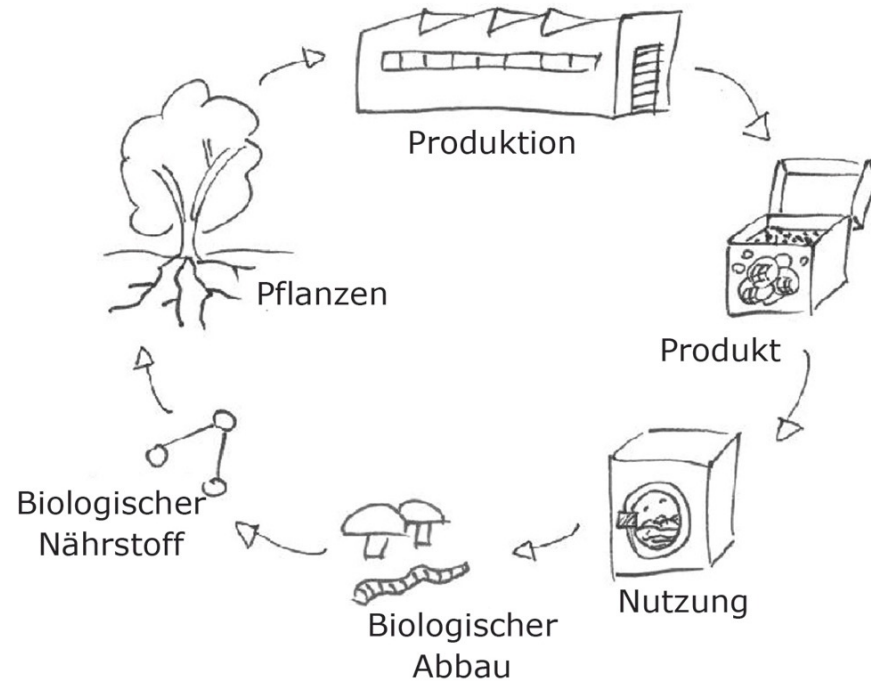 Produktion
Pflanzen
Produkt
Biologischer
Nährstoff
Nutzung
Biologischer
Abbau